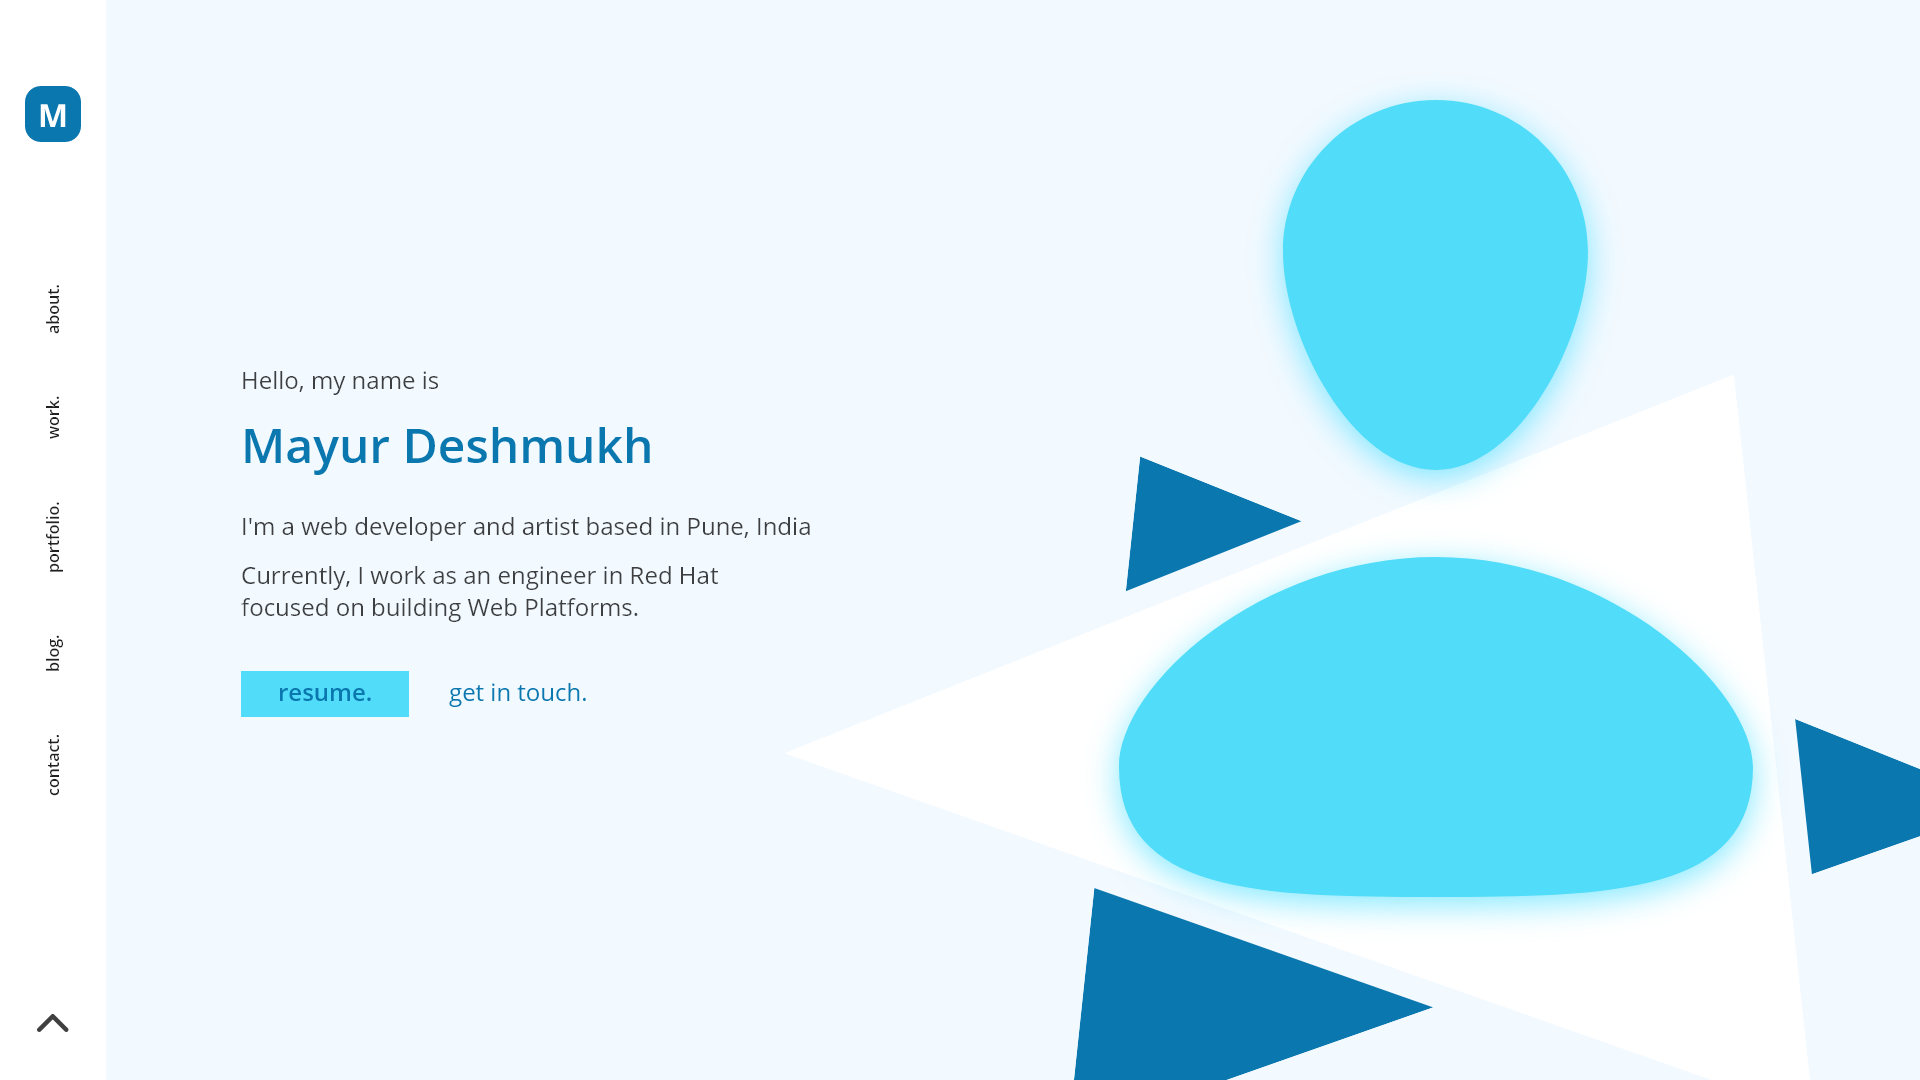 M
about.
work.
portfolio.
blog.
contact.
Hello, my name is
Mayur Deshmukh
I'm a web developer and artist based in Pune, India
Currently, I work as an engineer in Red Hat
focused on building Web Platforms.
resume.
get in touch.